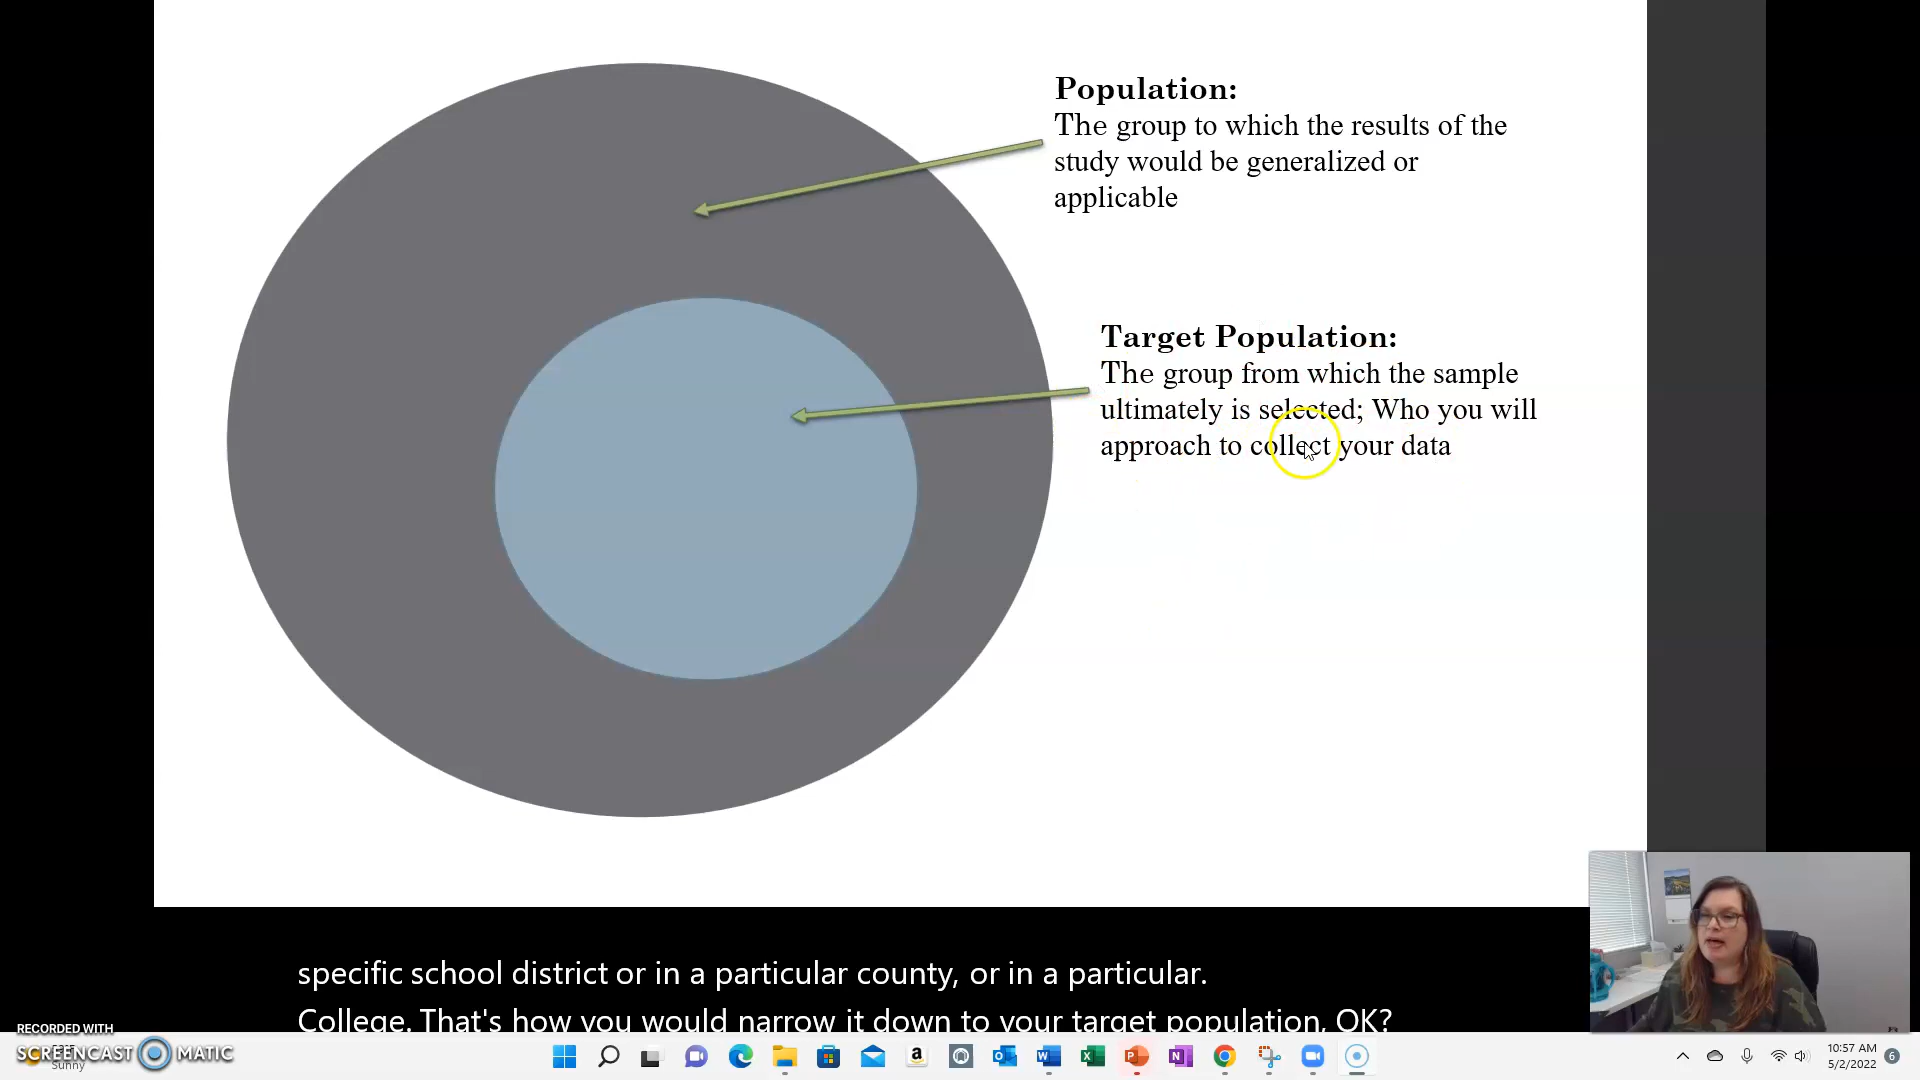 Population:
The group to which the results of the
study would be generalized or
applicable
Target Population:
The group from which the sample
ultimately is selected; Who you will
approach to collect your data
specific school district or in a particular county, or in a particular.
College. That's how you would narrow it down to your target population, OK?
RECORDED WITH
SCREENCAST MATIC
Sunny
10:57 AM
5/2/2022
6